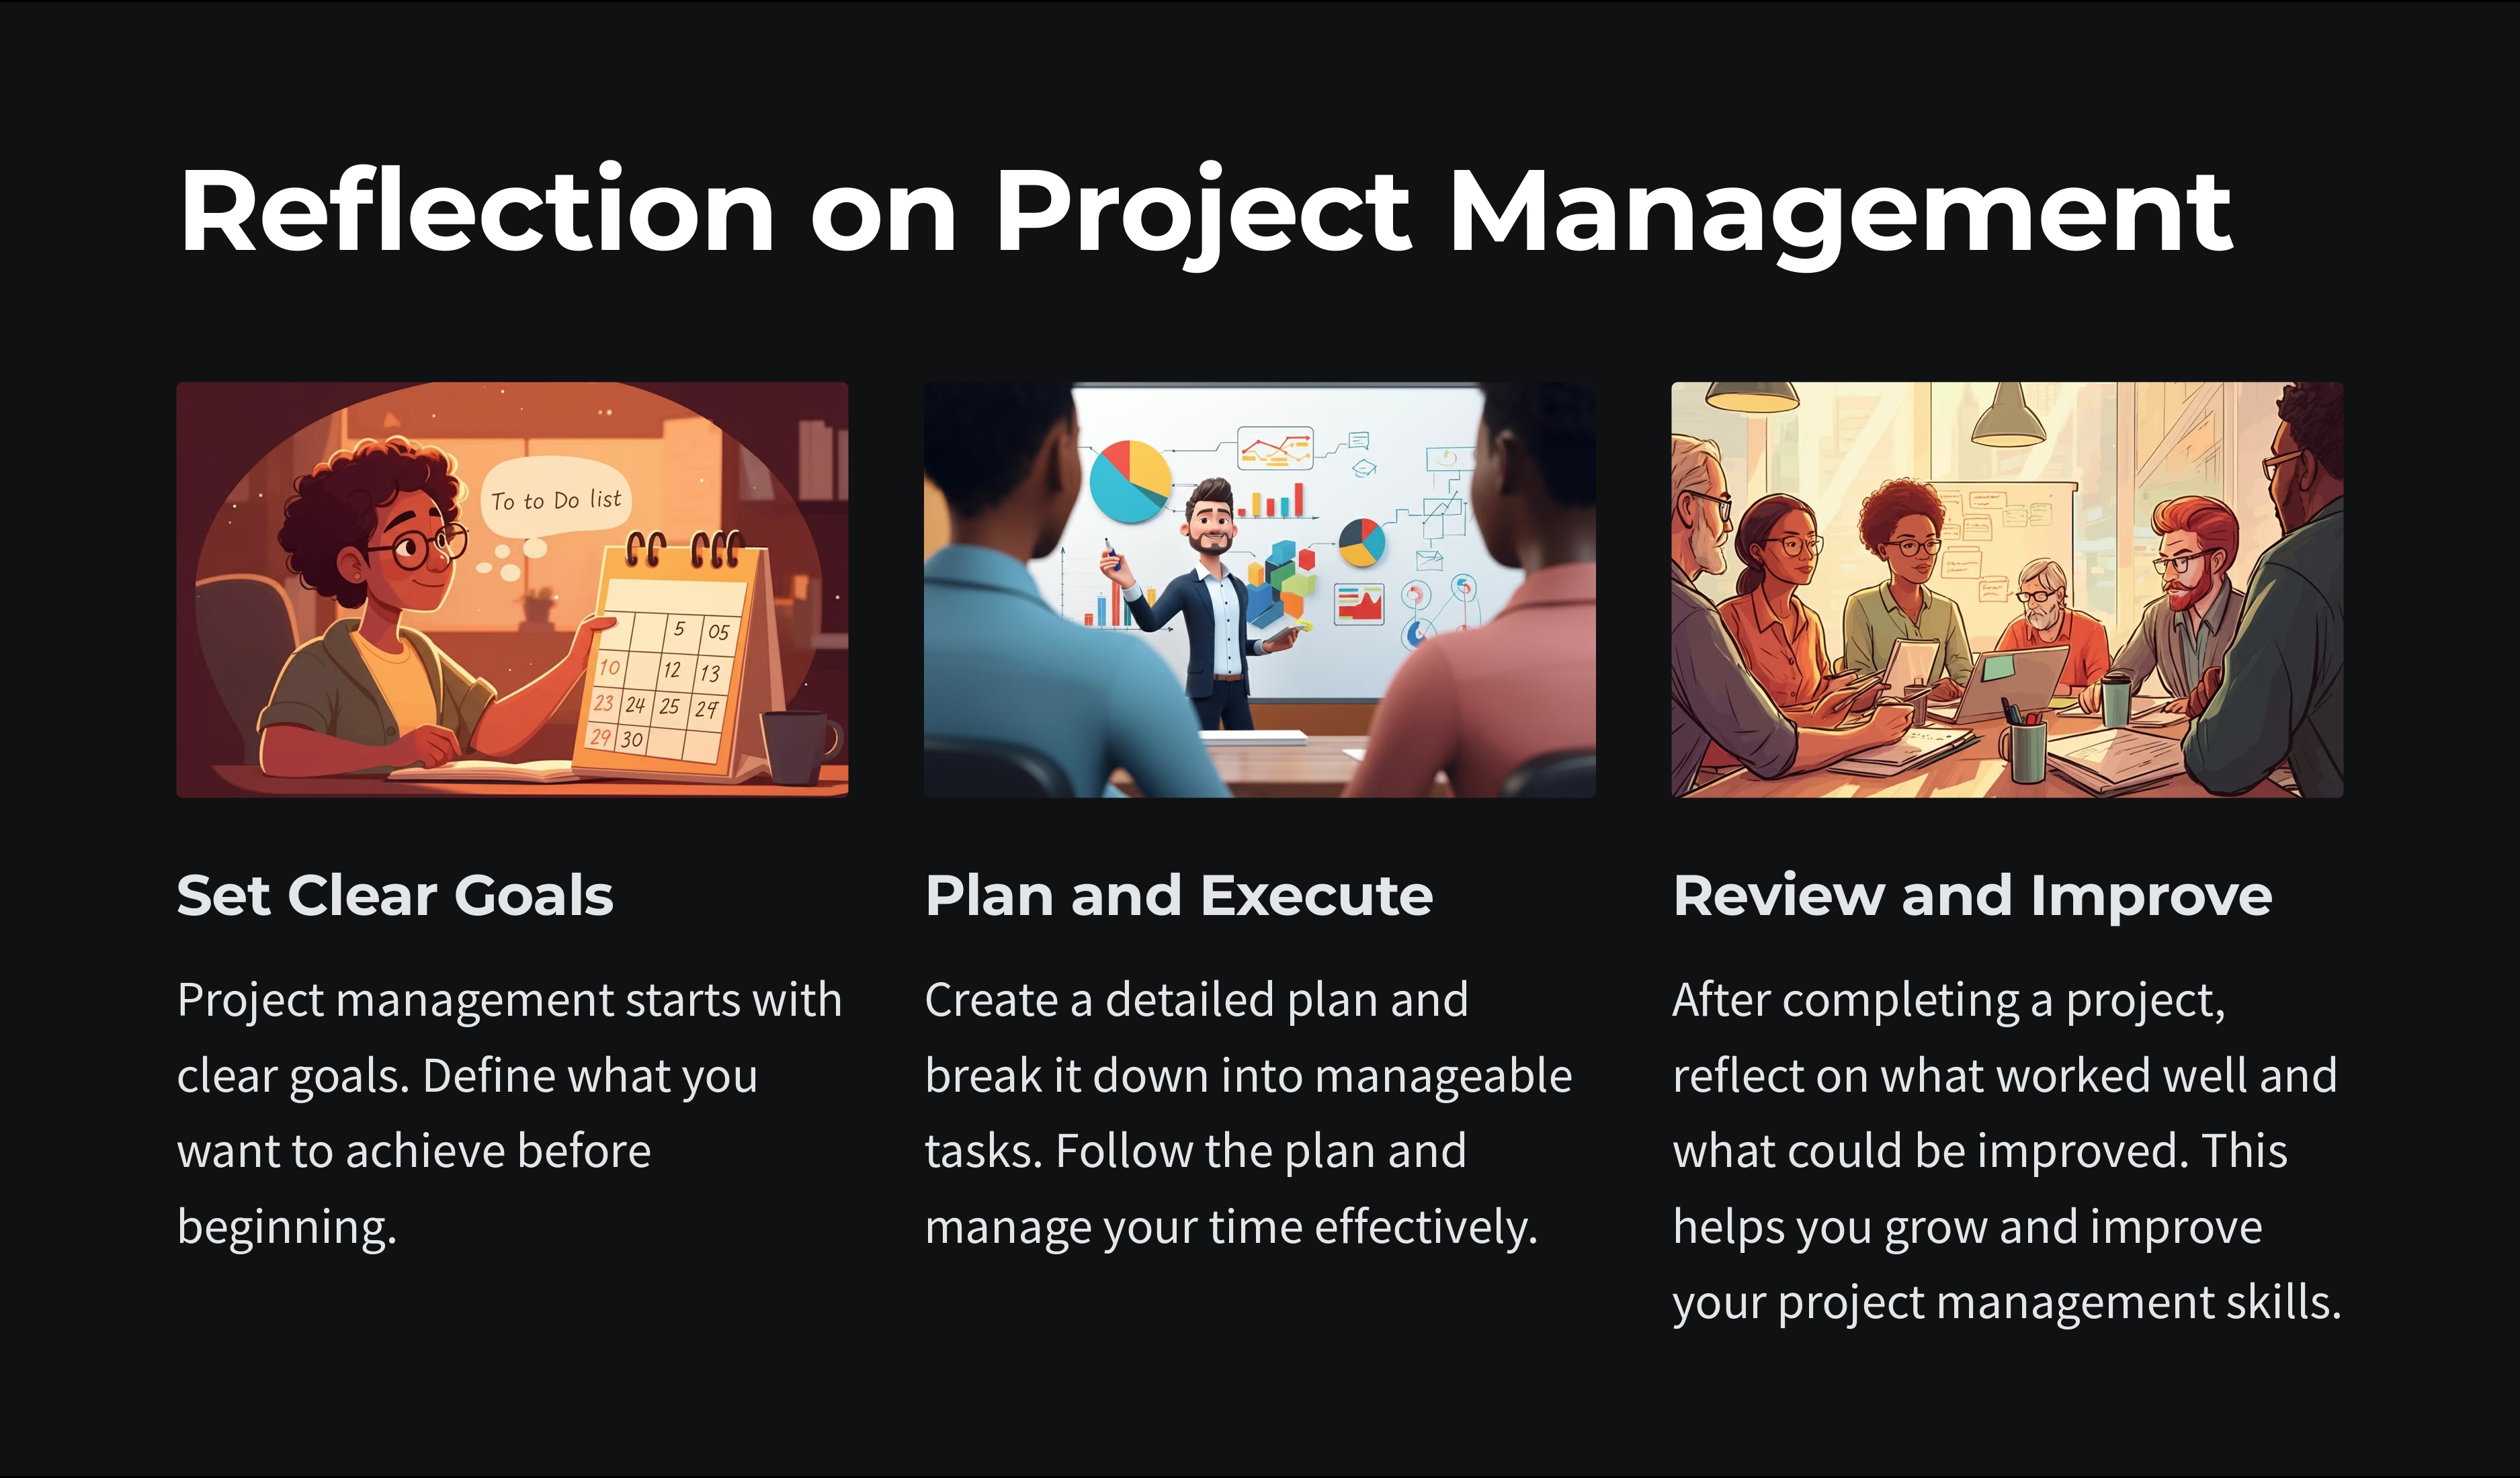 Reflection on Project Management
To to Do list
5 05
10 12 13
23 24 25
29 30
Set Clear Goals
Project management starts with
clear goals. Define what you
want to achieve before
beginning.
Plan and Execute
Create a detailed plan and
break it down into manageable
tasks. Follow the plan and
manage your time effectively.
Review and Improve
After completing a project,
reflect on what worked well and
what could be improved. This
helps you grow and improve
your project management skills.